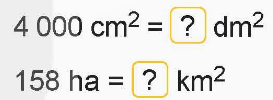 4 000 cm² = ? dm²
158 ha = ? km²